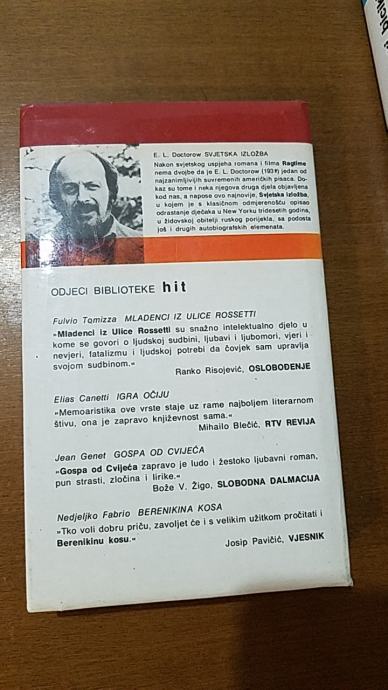 bicik
E. L. Doctorow SVJETSKA IZLOŽBA
Nakon svjetskog uspjeha romana i filma Ragtime
nema dvojbe da je E. L. Doctorow (1931) jedan od
najzanimljivijih suvremenih američkih pisaca. Do-
kaz su tome i neka njegova druga djela objavljena
kod nas, a napose ovo najnovije, Svjetska izložba,
u kojem je s klasičnom odmjerenošću opisao
odrastanje dječaka u New Yorku tridesetih godina,
u židovskoj obitelji ruskog porijekla, sa podosta
još i drugih autobiografskih elemenata.
ODJECI BIBLIOTEKE hit
Fulvio Tomizza MLADENCI IZ ULICE ROSSETTI
»Mladenci iz Ulice Rossetti su snažno intelektualno djelo u
kome se govori o ljudskoj sudbini, ljubavi i ljubomori, vjeri i
nevjeri, fatalizmu i ljudskoj potrebi da čovjek sam upravlja
svojom sudbinom.«
Ranko Risojević, OSLOBOĐENJE
Elias Canetti IGRA OČIJU
»Memoaristika ove vrste staje uz rame najboljem literarnom
štivu, ona je zapravo književnost sama.«
Mihailo Blečić, RTV REVIJA
Jean Genet GOSPA OD CVIJEĆA
»Gospa od Cvijeća zapravo je ludo i žestoko ljubavni roman,
pun strasti, zločina i lirike.«
Bože V. Žigo, SLOBODNA DALMACIJA
Nedjeljko Fabrio BERENIKINA KOSA
»Tko voli dobru priču, zavoljet će i s velikim užitkom pročitati i
Berenikinu kosu.«
Josip Pavičić, VJESNIK